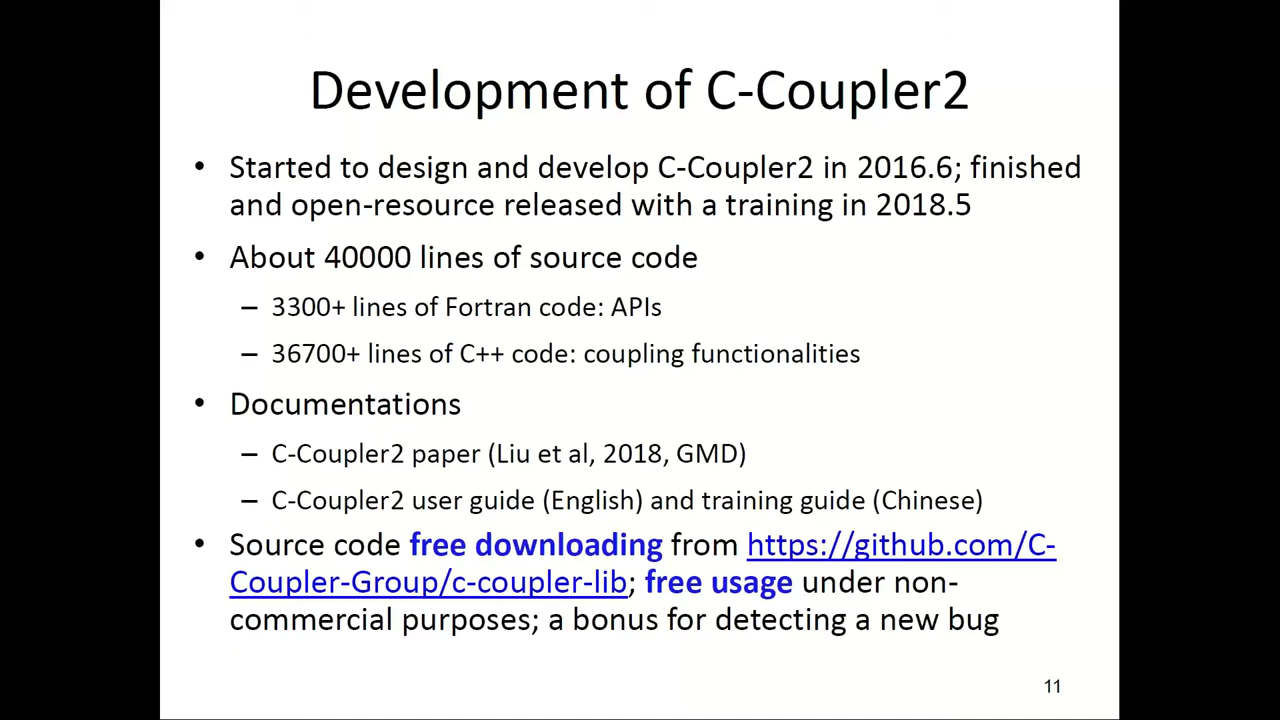 Development of C-Coupler2
• Started to design and develop C-Coupler2 in 2016.6; finished
and open-resource released with a training in 2018.5
• About 40000 lines of source code
– 3300+ lines of Fortran code: APIs
– 36700+ lines of C++ code: coupling functionalities
• Documentations
– C-Coupler2 paper (Liu et al, 2018, GMD)
– C-Coupler2 user guide (English) and training guide (Chinese)
• Source code free downloading from https://github.com/C-
Coupler-Group/c-coupler-lib; free usage under non-
commercial purposes; a bonus for detecting a new bug
11